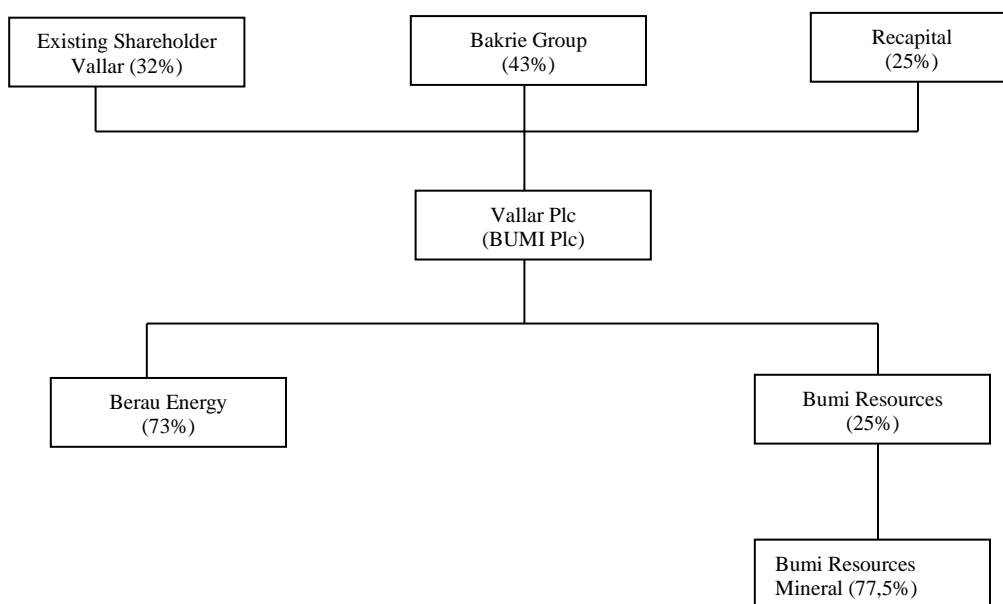 Existing Shareholder
Vallar (32%)
Bakrie Group
(43%)
Recapital
(25%)
Vallar Plc
(BUMI Plc)
Berau Energy
(73%)
Bumi Resources
(25%)
Bumi Resources
Mineral (77,5%)